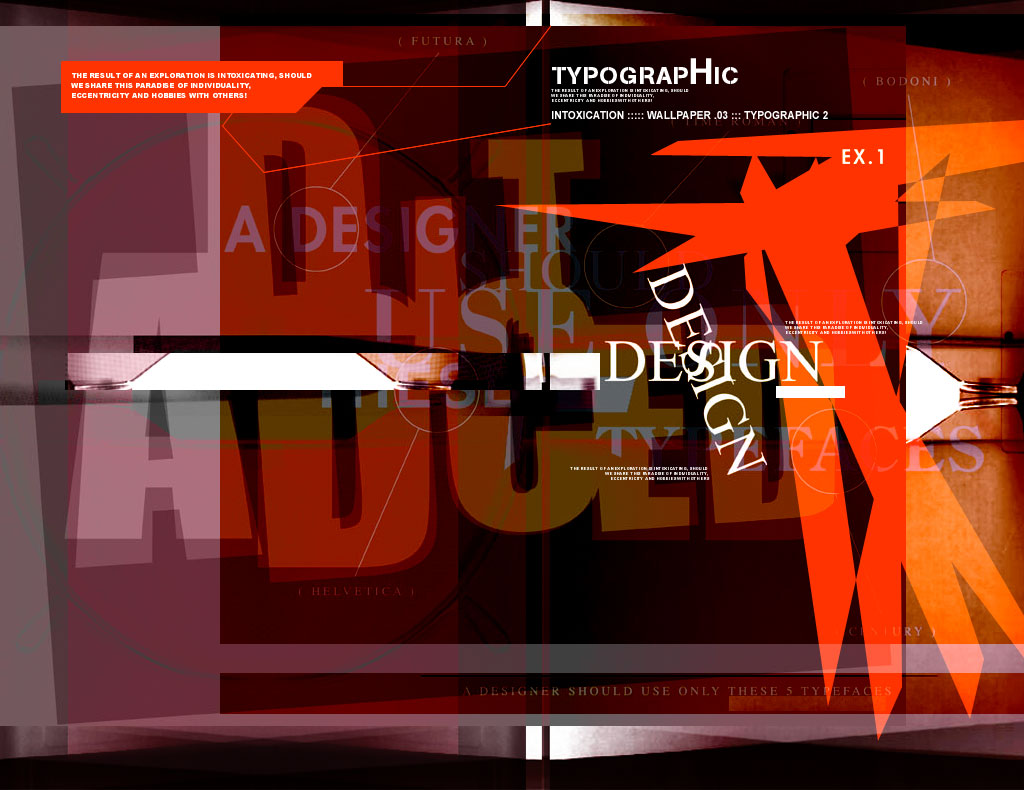 ( FUTURA )
THE RESULT OF AN EXPLORATION IS INTOXICATING, SHOULD
WE SHARE THIS PARADISE OF INDIVIDUALITY,
ECCENTRICITY AND HOBBIES WITH OTHERS!
TYPOGRAPHIC
THE RESULT OF AN EXPLORATION IS INTOXICATING, SHOULD
WE SHARE THIS PARADISE OF INDIVIDUALITY,
ECCENTRICITY AND HOBBIES WITH OTHERS!
INTOXICATION ::::: WALLPAPER .03 ::: TYPOGRAPHIC 2
( BODONI )
( TIME ROMAN )
EX.1
A DESIGNER
SHOULD
USE ONLY
THESE 5
TYPEFACES
DESIGN
DESIGN
THE RESULT OF AN EXPLORATION IS INTOXICATING, SHOULD
WE SHARE THIS PARADISE OF INDIVIDUALITY,
ECCENTRICITY AND HOBBIES WITH OTHERS!
THE RESULT OF AN EXPLORATION IS INTOXICATING, SHOULD
WE SHARE THIS PARADISE OF INDIVIDUALITY,
ECCENTRICITY AND HOBBIES WITH OTHERS!
( HELVETICA )
CENTURY )
A DESIGNER SHOULD USE ONLY THESE 5 TYPEFACES